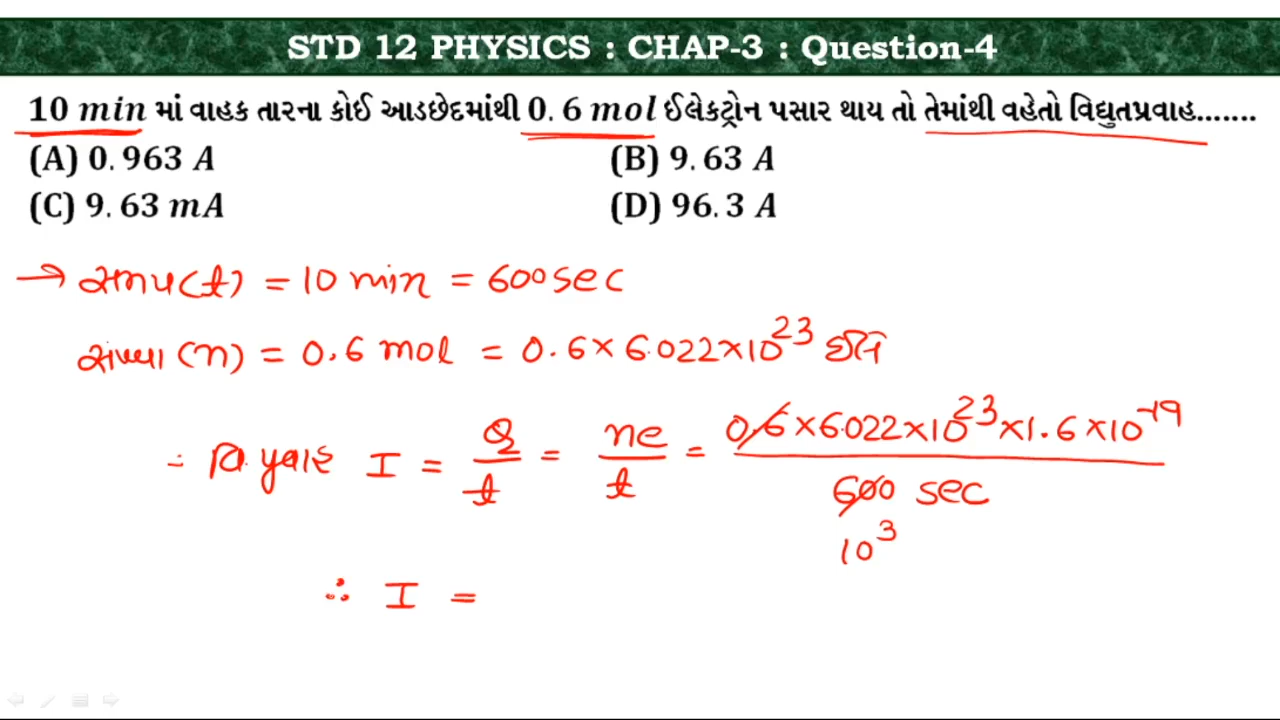 STD 12 PHYSICS : CHAP-3 : Question-4
10 min માં વાહક તારના કોઈ આડછેદમાંથી 0. 6 mol ઈલેક્ટ્રોન પસાર થાય તો તેમાંથી વહેતો વિદ્યુતપ્રવાહ.......
(A) 0. 963 A
(B) 9. 63 A
(C) 9. 63 mA
(D) 96. 3 A
→ સમય(t) = 10 min = 600 sec
સંખ્યા (n) = 0.6 mol = 0.6 × 6.022 × 10^23 ઈલે
∴ વિ.પ્રવાહ I = Q/t = ne/t = 0.6 × 6.022 × 10^23 × 1.6 × 10^-19 / 600 sec
10^3
∴ I =